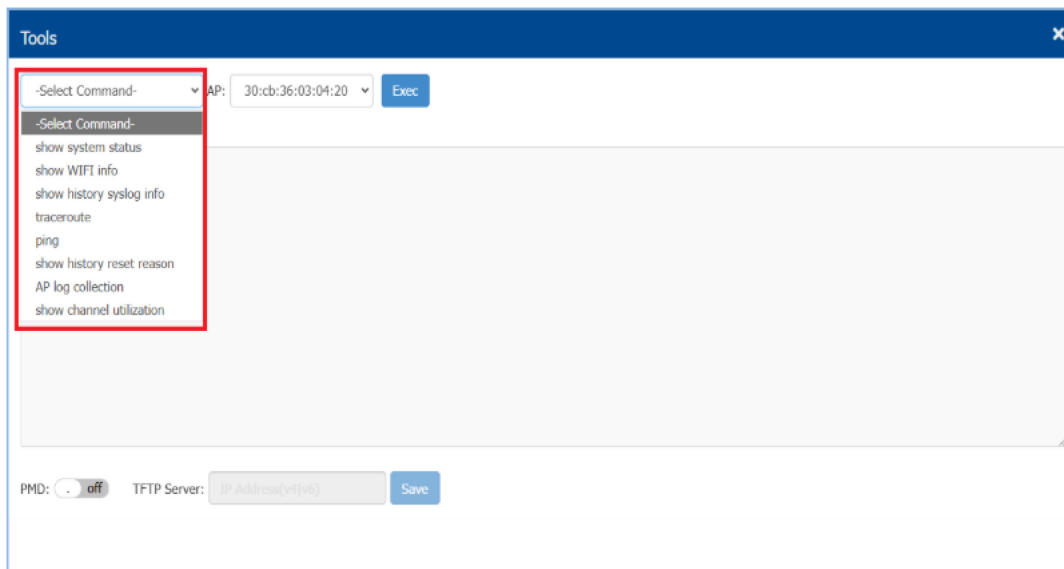 Tools
-Select Command- AP: 30:cb:36:03:04:20 Exec
-Select Command-
show system status
show WIFI info
show history syslog info
traceroute
ping
show history reset reason
AP log collection
show channel utilization
PMD: off TFTP Server: IP Address(v4|v6) Save